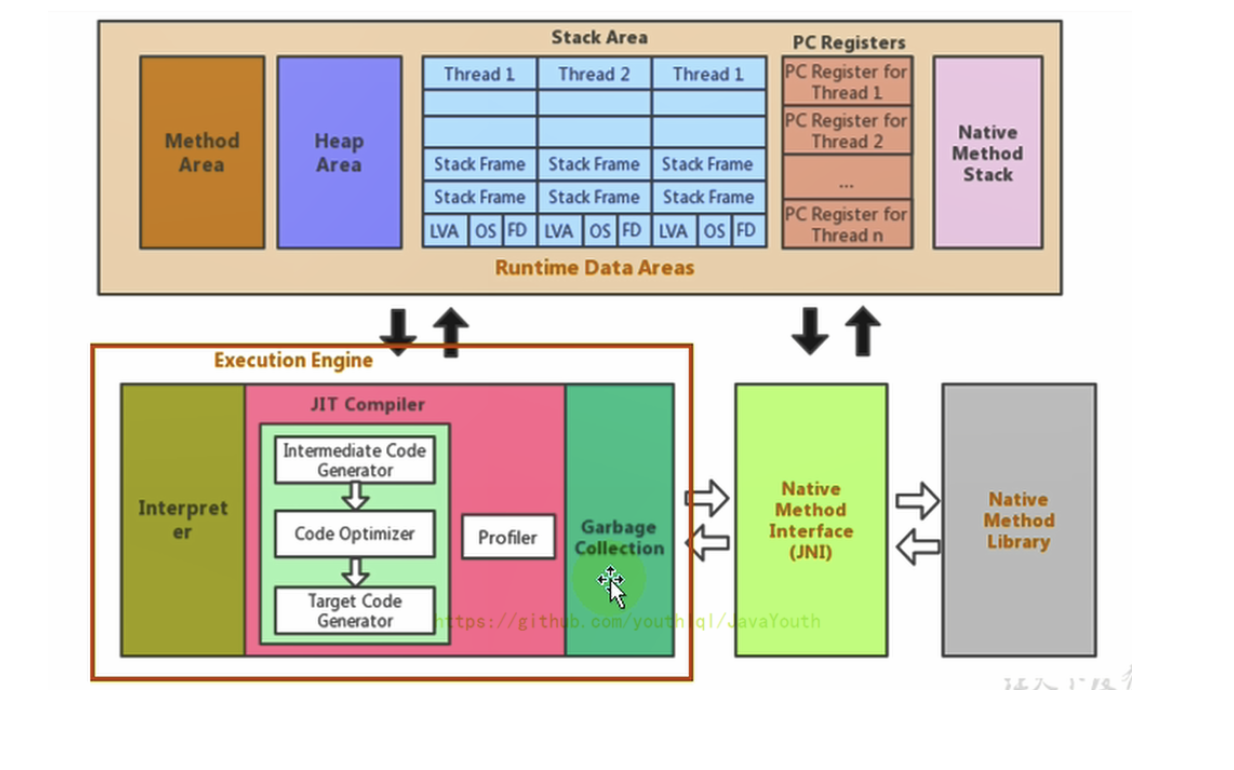 Stack Area
PC Registers
Method
Area
Heap
Area
Thread 1
Thread 2
Thread 1
Stack Frame
Stack Frame
Stack Frame
Stack Frame
Stack Frame
Stack Frame
LVA
OS
FD
LVA
OS
FD
LVA
OS
FD
PC Register for
Thread 1
PC Register for
Thread 2
...
PC Register for
Thread n
Native
Method
Stack
Runtime Data Areas
Execution Engine
Interpret
er
JIT Compiler
Intermediate Code
Generator
Code Optimizer
Target Code
Generator
Profiler
Garbage
Collection
Native
Method
Interface
(JNI)
Native
Method
Library
https://github.com/youthlql/JavaYouth